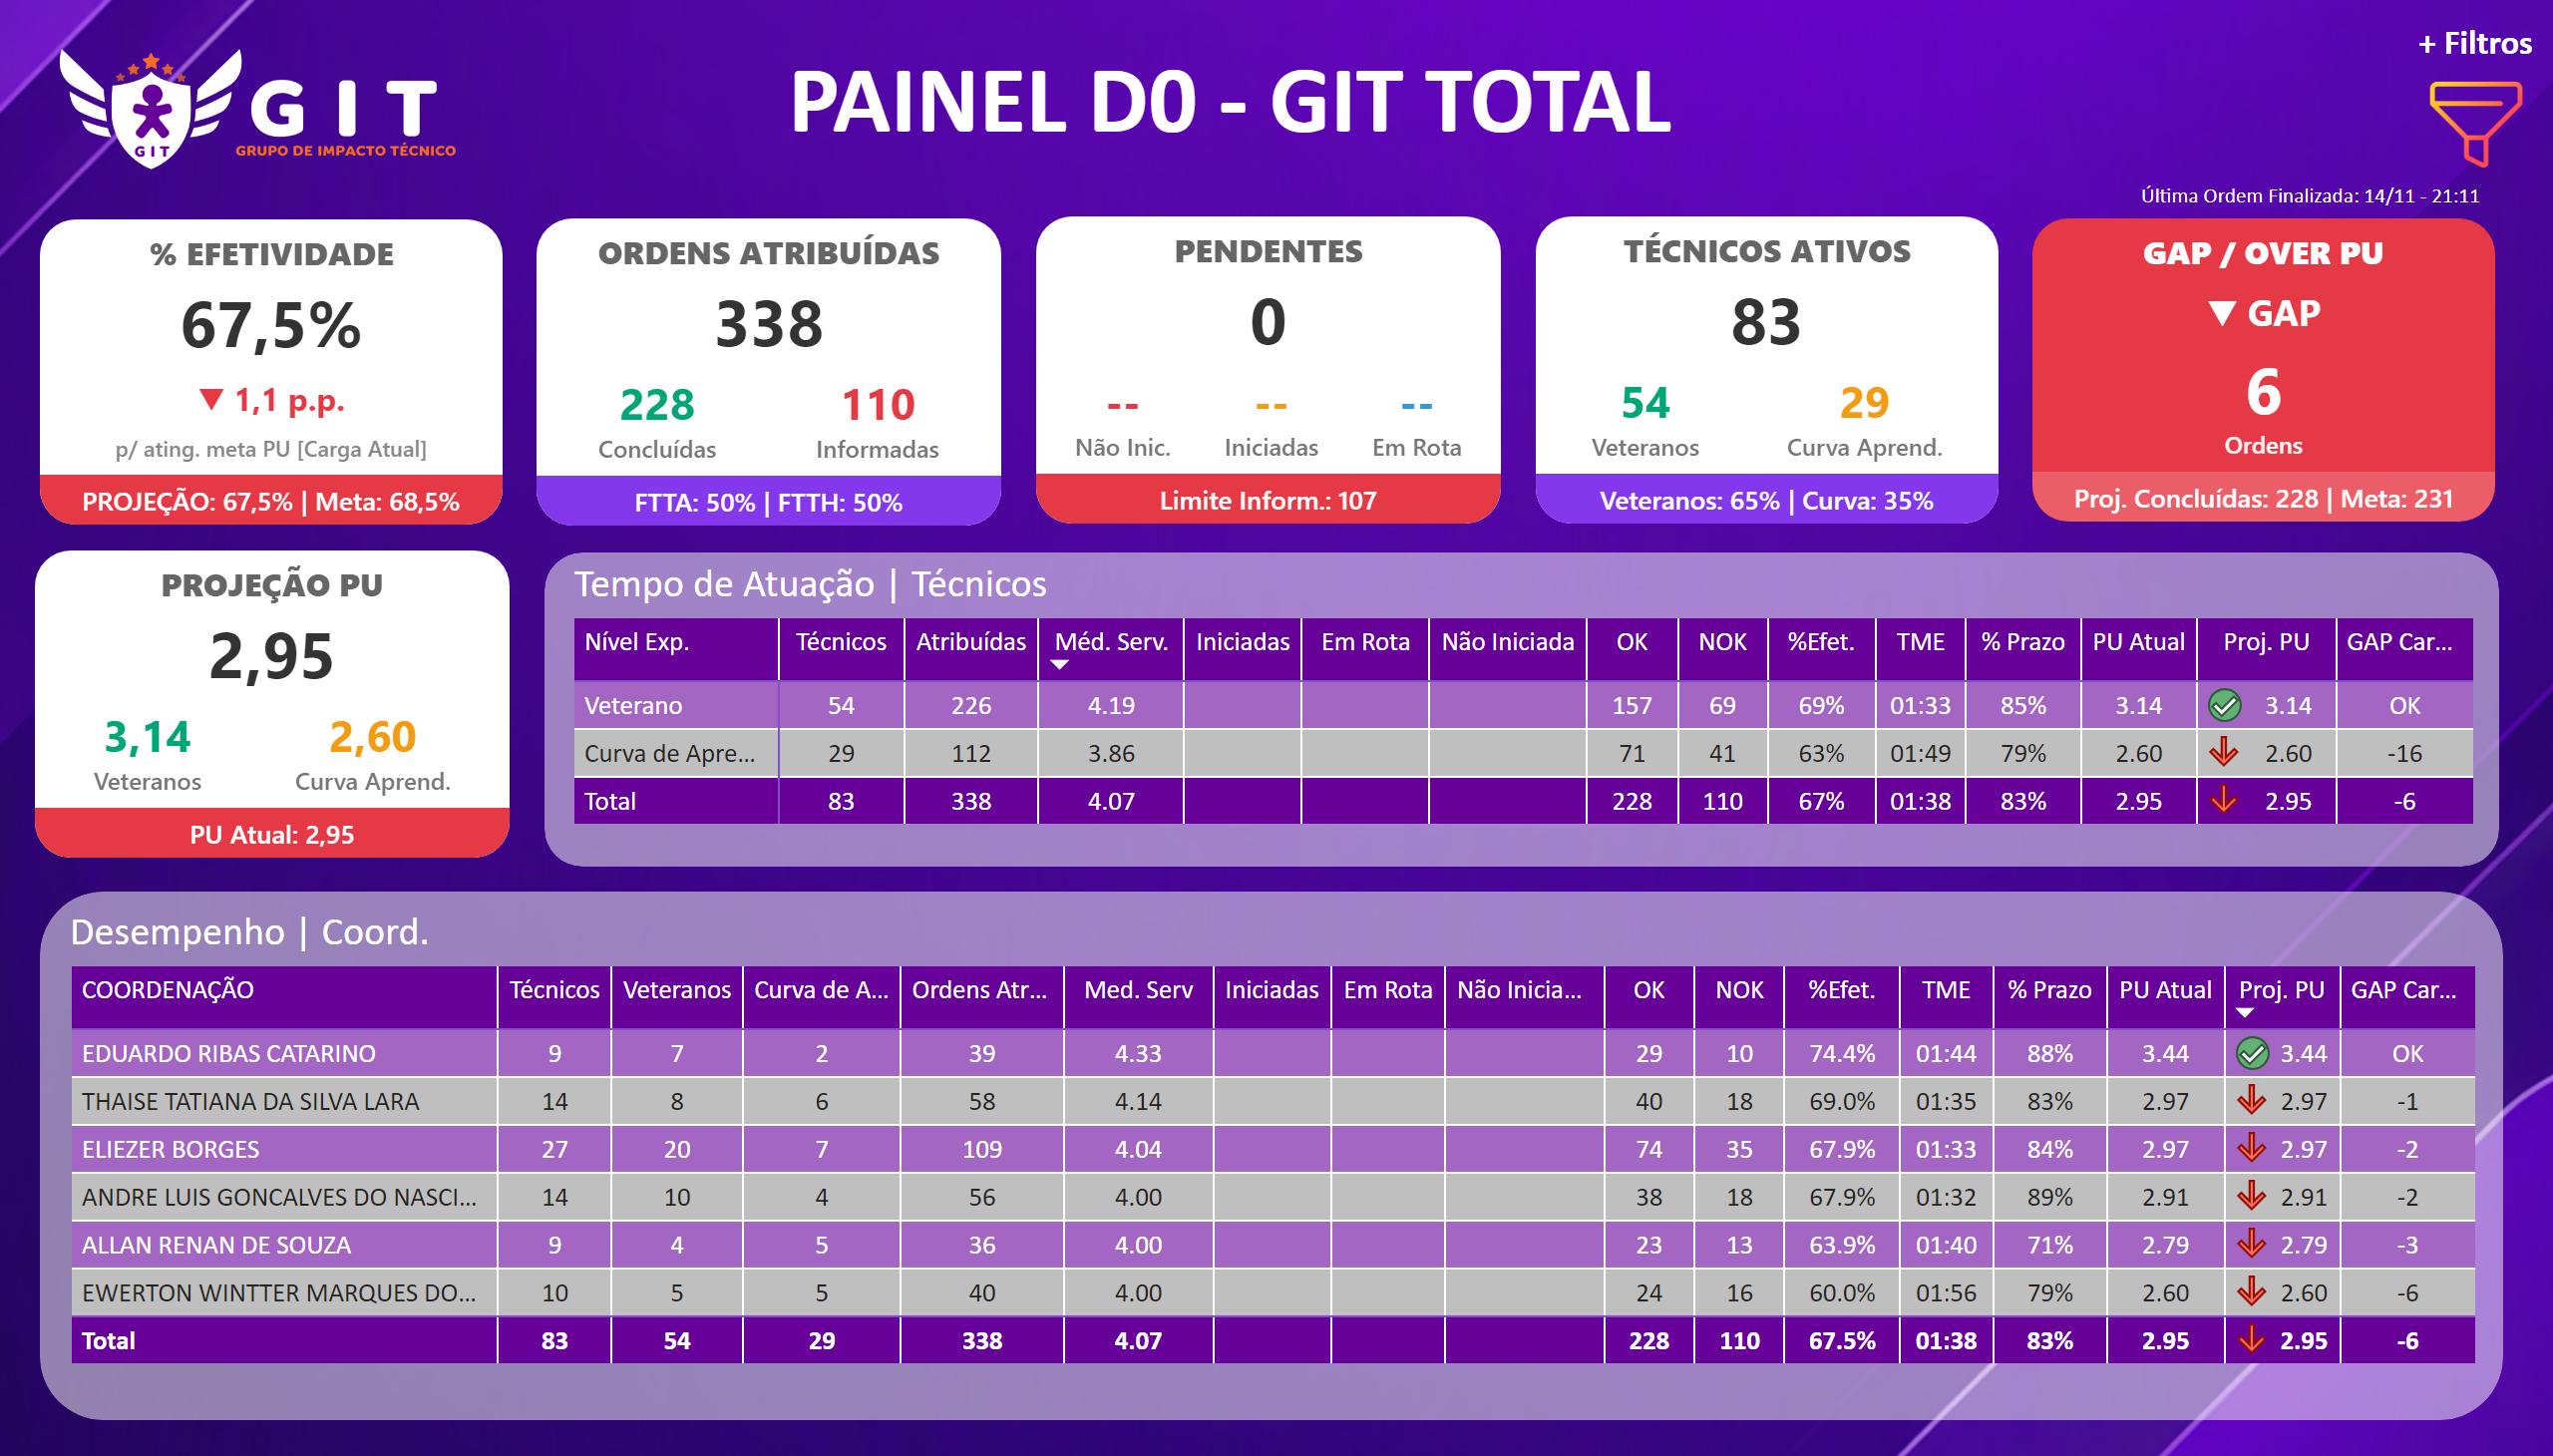 + Filtros
GIT
GIT
GRUPO DE IMPACTO TÉCNICO
PAINEL D0 - GIT TOTAL
Última Ordem Finalizada: 14/11 - 21:11
% EFETIVIDADE
67,5%
▼ 1,1 p.p.
p/ ating. meta PU [Carga Atual]
PROJEÇÃO: 67,5% | Meta: 68,5%
ORDENS ATRIBUÍDAS
338
228 110
Concluídas Informadas
FTTA: 50% | FTTH: 50%
PENDENTES
0
-- -- --
Não Inic. Iniciadas Em Rota
Limite Inform.: 107
TÉCNICOS ATIVOS
83
54 29
Veteranos Curva Aprend.
Veteranos: 65% | Curva: 35%
GAP / OVER PU
▼ GAP
6
Ordens
Proj. Concluídas: 228 | Meta: 231
PROJEÇÃO PU
2,95
3,14 2,60
Veteranos Curva Aprend.
PU Atual: 2,95
Tempo de Atuação | Técnicos
Nível Exp. Técnicos Atribuídas Méd. Serv. Iniciadas Em Rota Não Iniciada OK NOK %Efet. TME % Prazo PU Atual Proj. PU GAP Car...
Veterano 54 226 4.19 157 69 69% 01:33 85% 3.14 3.14 OK
Curva de Apre... 29 112 3.86 71 41 63% 01:49 79% 2.60 2.60 -16
Total 83 338 4.07 228 110 67% 01:38 83% 2.95 2.95 -6
Desempenho | Coord.
COORDENAÇÃO Técnicos Veteranos Curva de A... Ordens Atr... Med. Serv Iniciadas Em Rota Não Inicia... OK NOK %Efet. TME % Prazo PU Atual Proj. PU GAP Car...
EDUARDO RIBAS CATARINO 9 7 2 39 4.33 29 10 74.4% 01:44 88% 3.44 3.44 OK
THAISE TATIANA DA SILVA LARA 14 8 6 58 4.14 40 18 69.0% 01:35 83% 2.97 2.97 -1
ELIEZER BORGES 27 20 7 109 4.04 74 35 67.9% 01:33 84% 2.97 2.97 -2
ANDRE LUIS GONCALVES DO NASCI... 14 10 4 56 4.00 38 18 67.9% 01:32 89% 2.91 2.91 -2
ALLAN RENAN DE SOUZA 9 4 5 36 4.00 23 13 63.9% 01:40 71% 2.79 2.79 -3
EWERTON WINTTER MARQUES DO... 10 5 5 40 4.00 24 16 60.0% 01:56 79% 2.60 2.60 -6
Total 83 54 29 338 4.07 228 110 67.5% 01:38 83% 2.95 2.95 -6